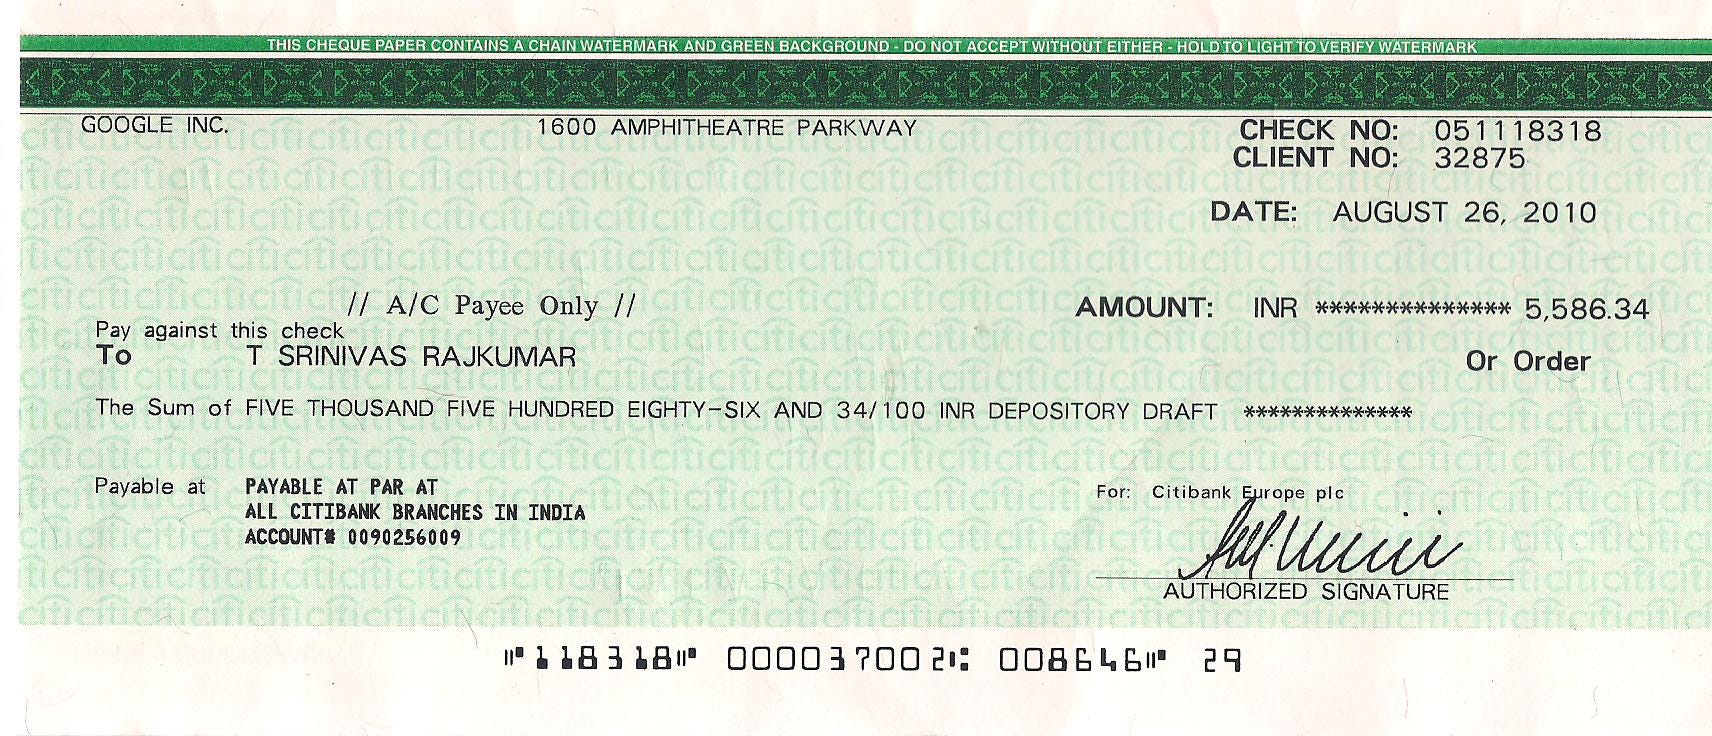 THIS CHEQUE PAPER CONTAINS A CHAIN WATERMARK AND GREEN BACKGROUND - DO NOT ACCEPT WITHOUT EITHER - HOLD TO LIGHT TO VERIFY WATERMARK
GOOGLE INC. 1600 AMPHITHEATRE PARKWAY CHECK NO: 051118318
CLIENT NO: 32875
DATE: AUGUST 26, 2010
// A/C Payee Only // AMOUNT: INR ************** 5,586.34
Pay against this check
To T SRINIVAS RAJKUMAR Or Order
The Sum of FIVE THOUSAND FIVE HUNDRED EIGHTY-SIX AND 34/100 INR DEPOSITORY DRAFT **************
Payable at PAYABLE AT PAR AT For: Citibank Europe plc
ALL CITIBANK BRANCHES IN INDIA
ACCOUNT# 0090256009
AUTHORIZED SIGNATURE
⑈118318⑈ 000037002⑆ 008646⑈ 29